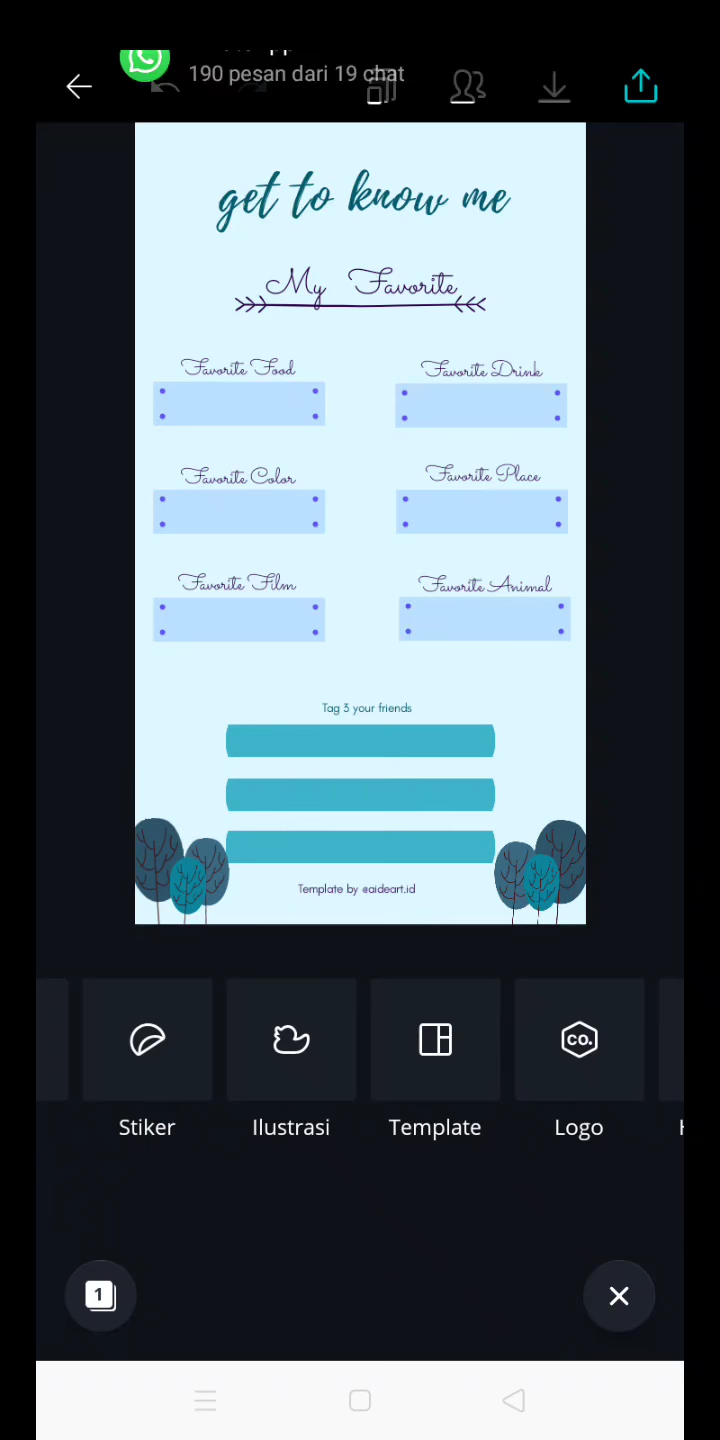 190 pesan dari 19 chat
get to know me
My Favorite
Favorite Food
Favorite Drink
Favorite Color
Favorite Place
Favorite Film
Favorite Animal
Tag 3 your friends
Template by @aideart.id
CO.
Stiker
Ilustrasi
Template
Logo
1